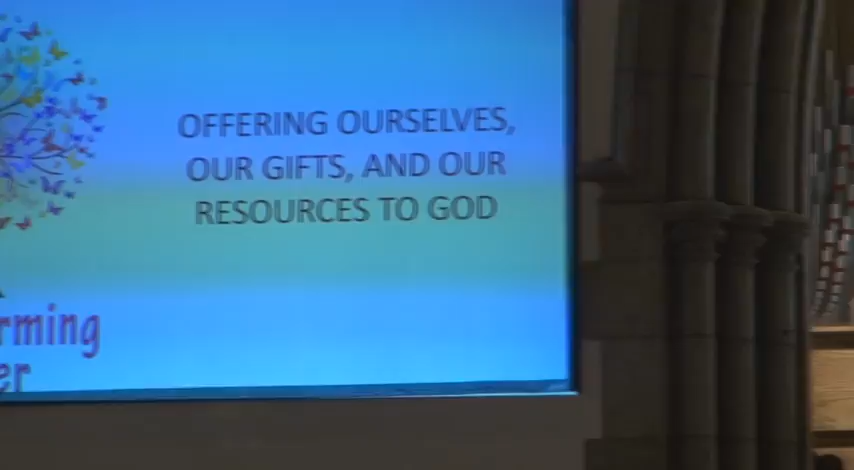 OFFERING OURSELVES,
OUR GIFTS, AND OUR
RESOURCES TO GOD
rming
er